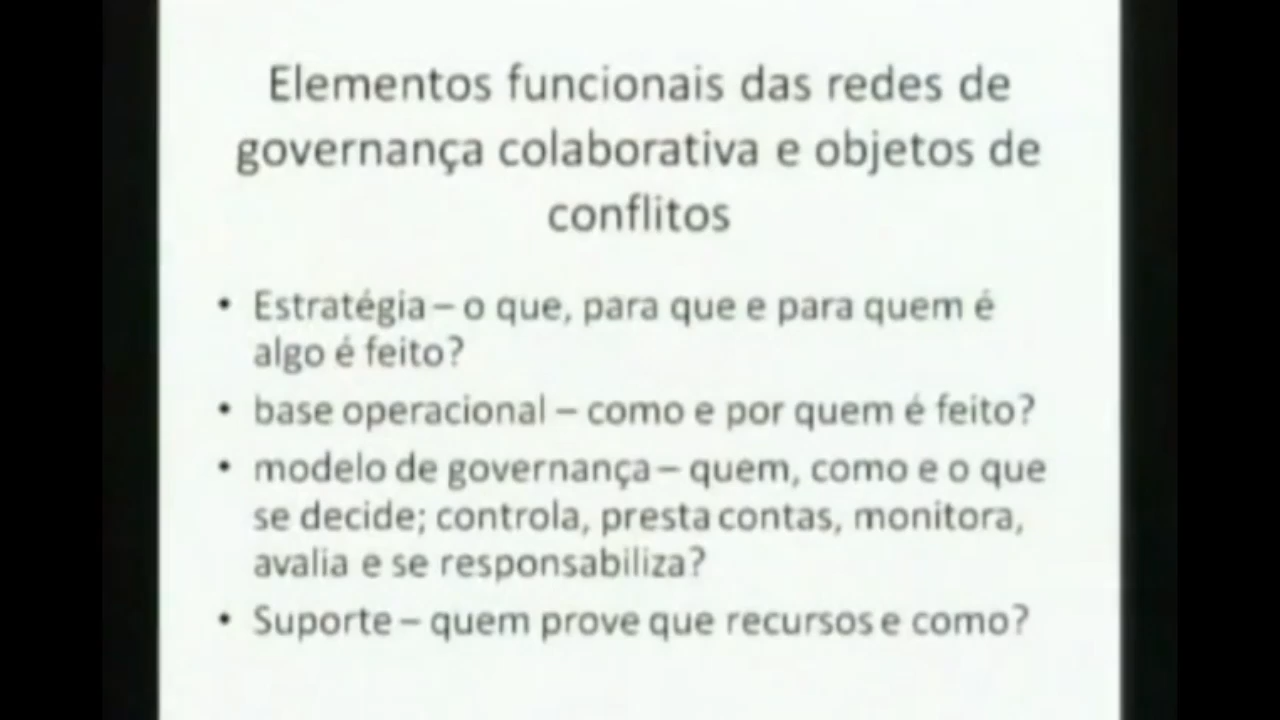 Elementos funcionais das redes de
governança colaborativa e objetos de
conflitos
• Estratégia – o que, para que e para quem é
algo é feito?
• base operacional – como e por quem é feito?
• modelo de governança – quem, como e o que
se decide; controla, presta contas, monitora,
avalia e se responsabiliza?
• Suporte – quem prove que recursos e como?